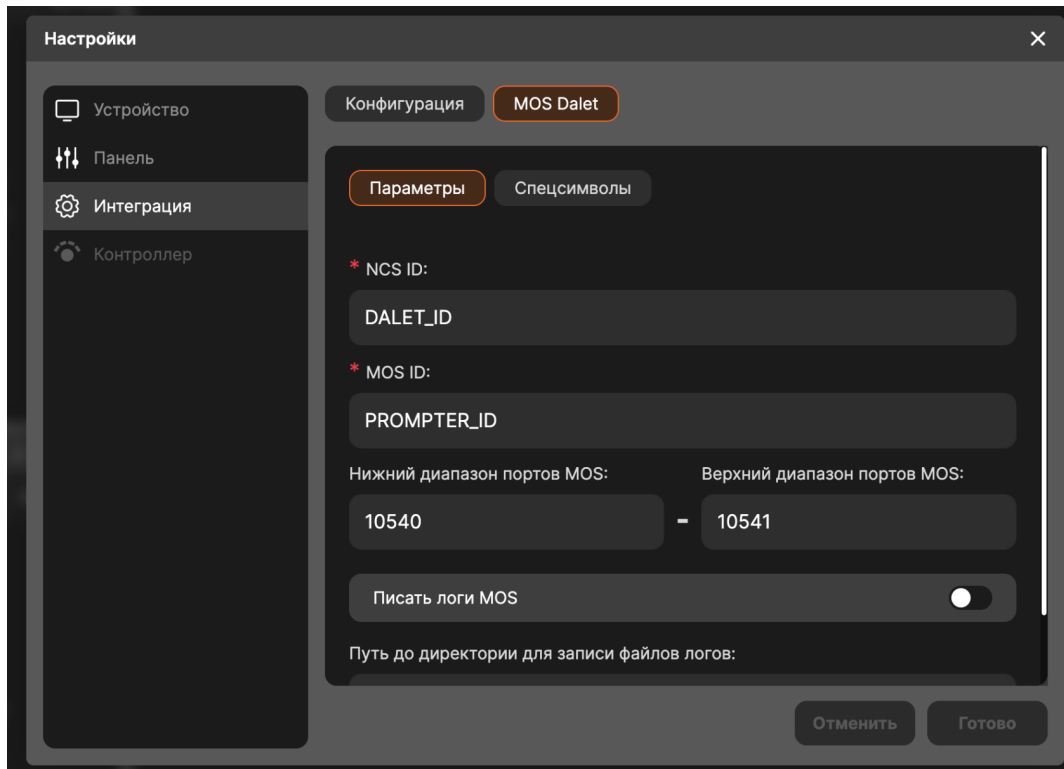 Настройки
Устройство
Панель
Интеграция
Контроллер
Конфигурация
MOS Dalet
Параметры
Спецсимволы
* NCS ID:
DALET_ID
* MOS ID:
PROMPTER_ID
Нижний диапазон портов MOS:
Верхний диапазон портов MOS:
10540 - 10541
Писать логи MOS
Путь до директории для записи файлов логов:
Отменить
Готово